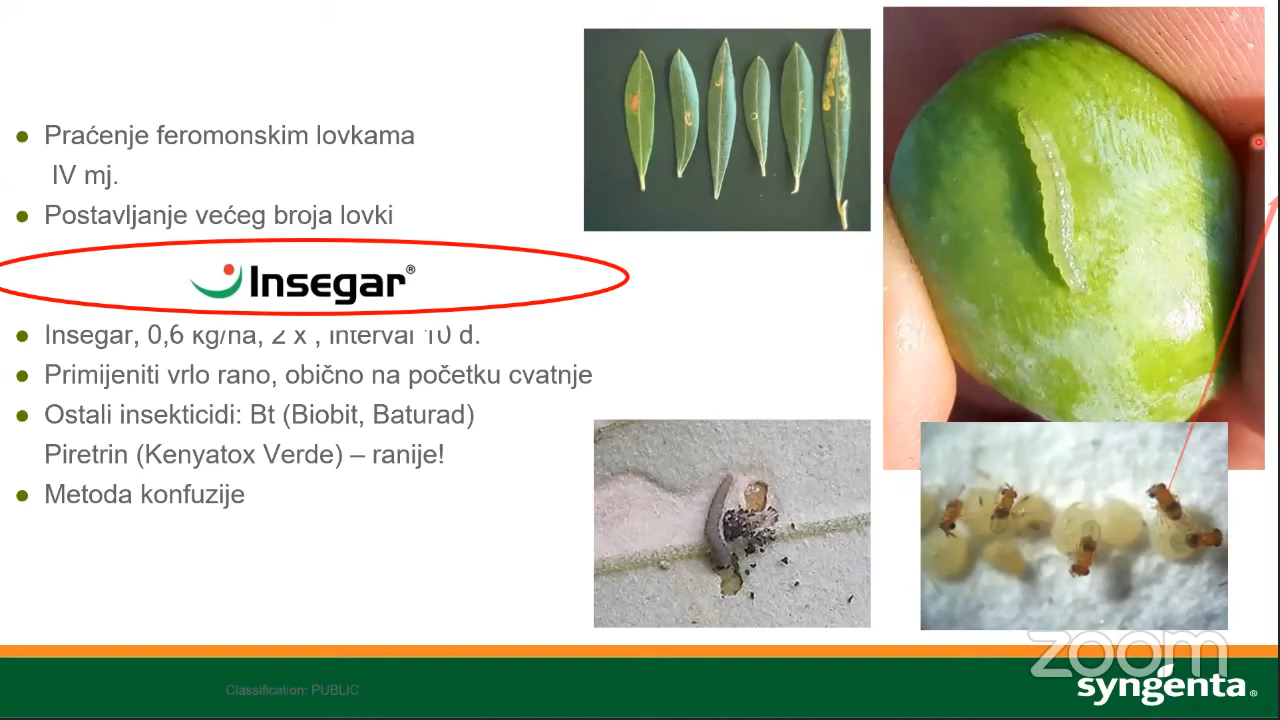 ● Praćenje feromonskim lovkama
IV mj.
● Postavljanje većeg broja lovki
Insegar®
● Insegar, 0,6 kg/ha, 2 x , interval 10 d.
● Primijeniti vrlo rano, obično na početku cvatnje
● Ostali insekticidi: Bt (Biobit, Baturad)
Piretrin (Kenyatox Verde) – ranije!
● Metoda konfuzije
zoom
Classification: PUBLIC
syngenta®